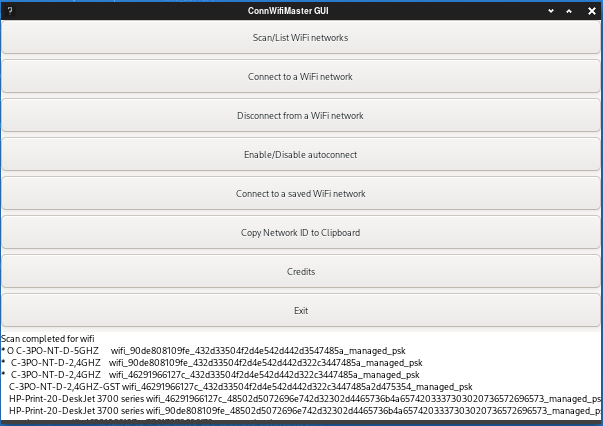 ConnWifiMaster GUI
Scan/List WiFi networks
Connect to a WiFi network
Disconnect from a WiFi network
Enable/Disable autoconnect
Connect to a saved WiFi network
Copy Network ID to Clipboard
Credits
Exit
Scan completed for wifi
* O C-3PO-NT-D-5GHZ wifi_90de808109fe_432d33504f2d4e542d442d3547485a_managed_psk
* C-3PO-NT-D-2,4GHZ wifi_90de808109fe_432d33504f2d4e542d442d322c3447485a_managed_psk
* C-3PO-NT-D-2,4GHZ wifi_46291966127c_432d33504f2d4e542d442d322c3447485a_managed_psk
C-3PO-NT-D-2,4GHZ-GST wifi_46291966127c_432d33504f2d4e542d442d322c3447485a2d475354_managed_psk
HP-Print-20-DeskJet 3700 series wifi_46291966127c_48502d5072696e742d32302d4465736b4a6574203337303020736572696573_managed_ps
HP-Print-20-DeskJet 3700 series wifi_90de808109fe_48502d5072696e742d32302d4465736b4a6574203337303020736572696573_managed_ps